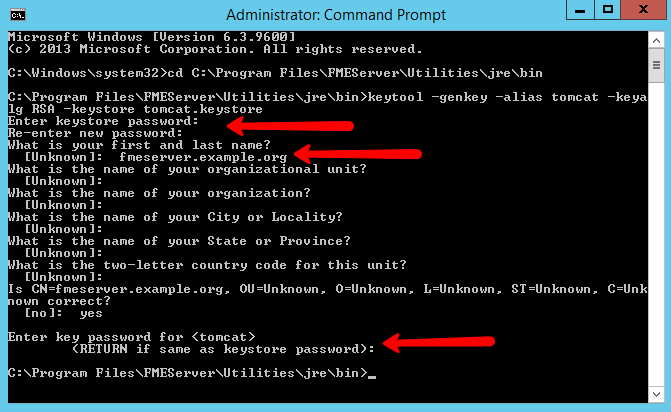 Administrator: Command Prompt
Microsoft Windows [Version 6.3.9600]
(c) 2013 Microsoft Corporation. All rights reserved.
C:\Windows\system32>cd C:\Program Files\FMEServer\Utilities\jre\bin
C:\Program Files\FMEServer\Utilities\jre\bin>keytool -genkey -alias tomcat -keya
lg RSA -keystore tomcat.keystore
Enter keystore password:
Re-enter new password:
What is your first and last name?
[Unknown]: fmeserver.example.org
What is the name of your organizational unit?
[Unknown]:
What is the name of your organization?
[Unknown]:
What is the name of your City or Locality?
[Unknown]:
What is the name of your State or Province?
[Unknown]:
What is the two-letter country code for this unit?
[Unknown]:
Is CN=fmeserver.example.org, OU=Unknown, O=Unknown, L=Unknown, ST=Unknown, C=Unk
nown correct?
[no]: yes
Enter key password for <tomcat>
(RETURN if same as keystore password):
C:\Program Files\FMEServer\Utilities\jre\bin>_